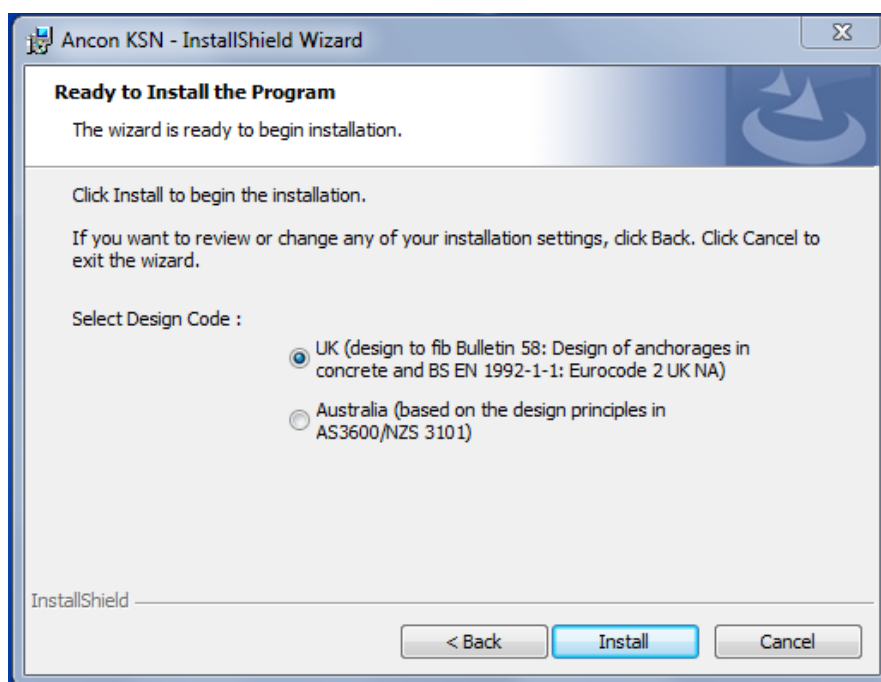 Ancon KSN - InstallShield Wizard
Ready to Install the Program
The wizard is ready to begin installation.
Click Install to begin the installation.
If you want to review or change any of your installation settings, click Back. Click Cancel to
exit the wizard.
Select Design Code :
UK (design to fib Bulletin 58: Design of anchorages in
concrete and BS EN 1992-1-1: Eurocode 2 UK NA)
Australia (based on the design principles in
AS3600/NZS 3101)
InstallShield
< Back
Install
Cancel